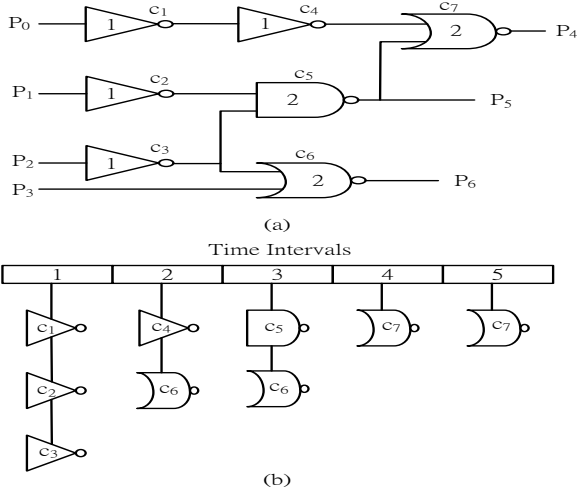 P0 1 c1 1 c4 2 c7 P4
P1 1 c2 2 c5 P5
P2 1 c3
P3 2 c6 P6
(a)
Time Intervals
1 2 3 4 5
c1 c4 c5 c7 c7
c2 c6 c6
c3
(b)